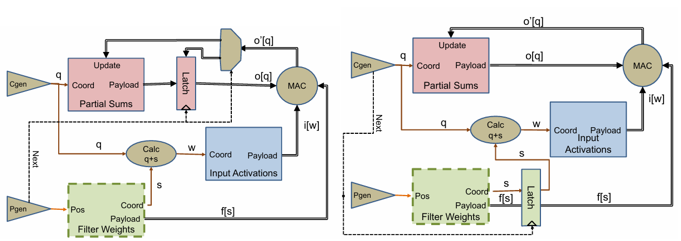 o'[q]
Update
Cgen
q
Coord
Payload
Partial Sums
Latch
o[q]
MAC
i[w]
Next
q
Calc
q+s
w
Coord
Payload
Input Activations
s
Pgen
Pos
Coord
Payload
Filter Weights
f[s]
o'[q]
Update
Cgen
q
Coord
Payload
Partial Sums
o[q]
MAC
i[w]
Next
q
Calc
q+s
w
Coord
Payload
Input
Activations
s
Pgen
Pos
Coord
s
Payload
f[s]
Filter Weights
Latch
f[s]